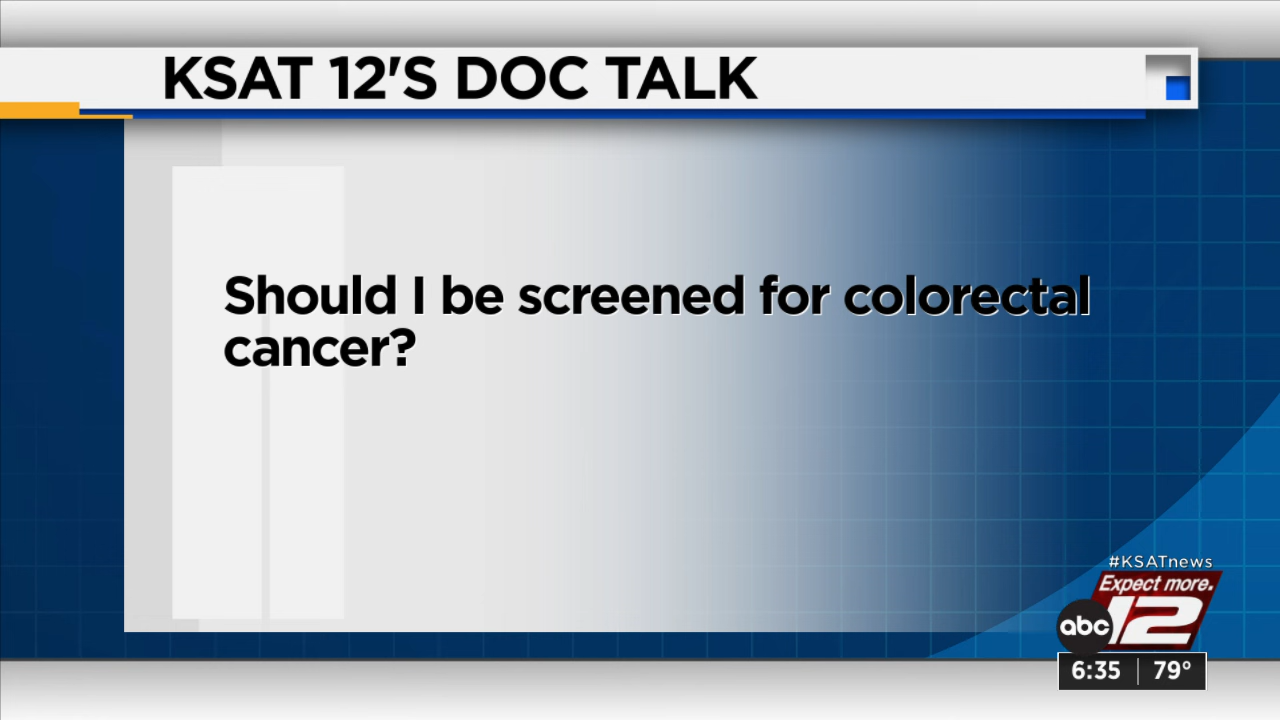 KSAT 12'S DOC TALK
Should I be screened for colorectal
cancer?
#KSATnews
Expect more.
abc 12
6:35 79°